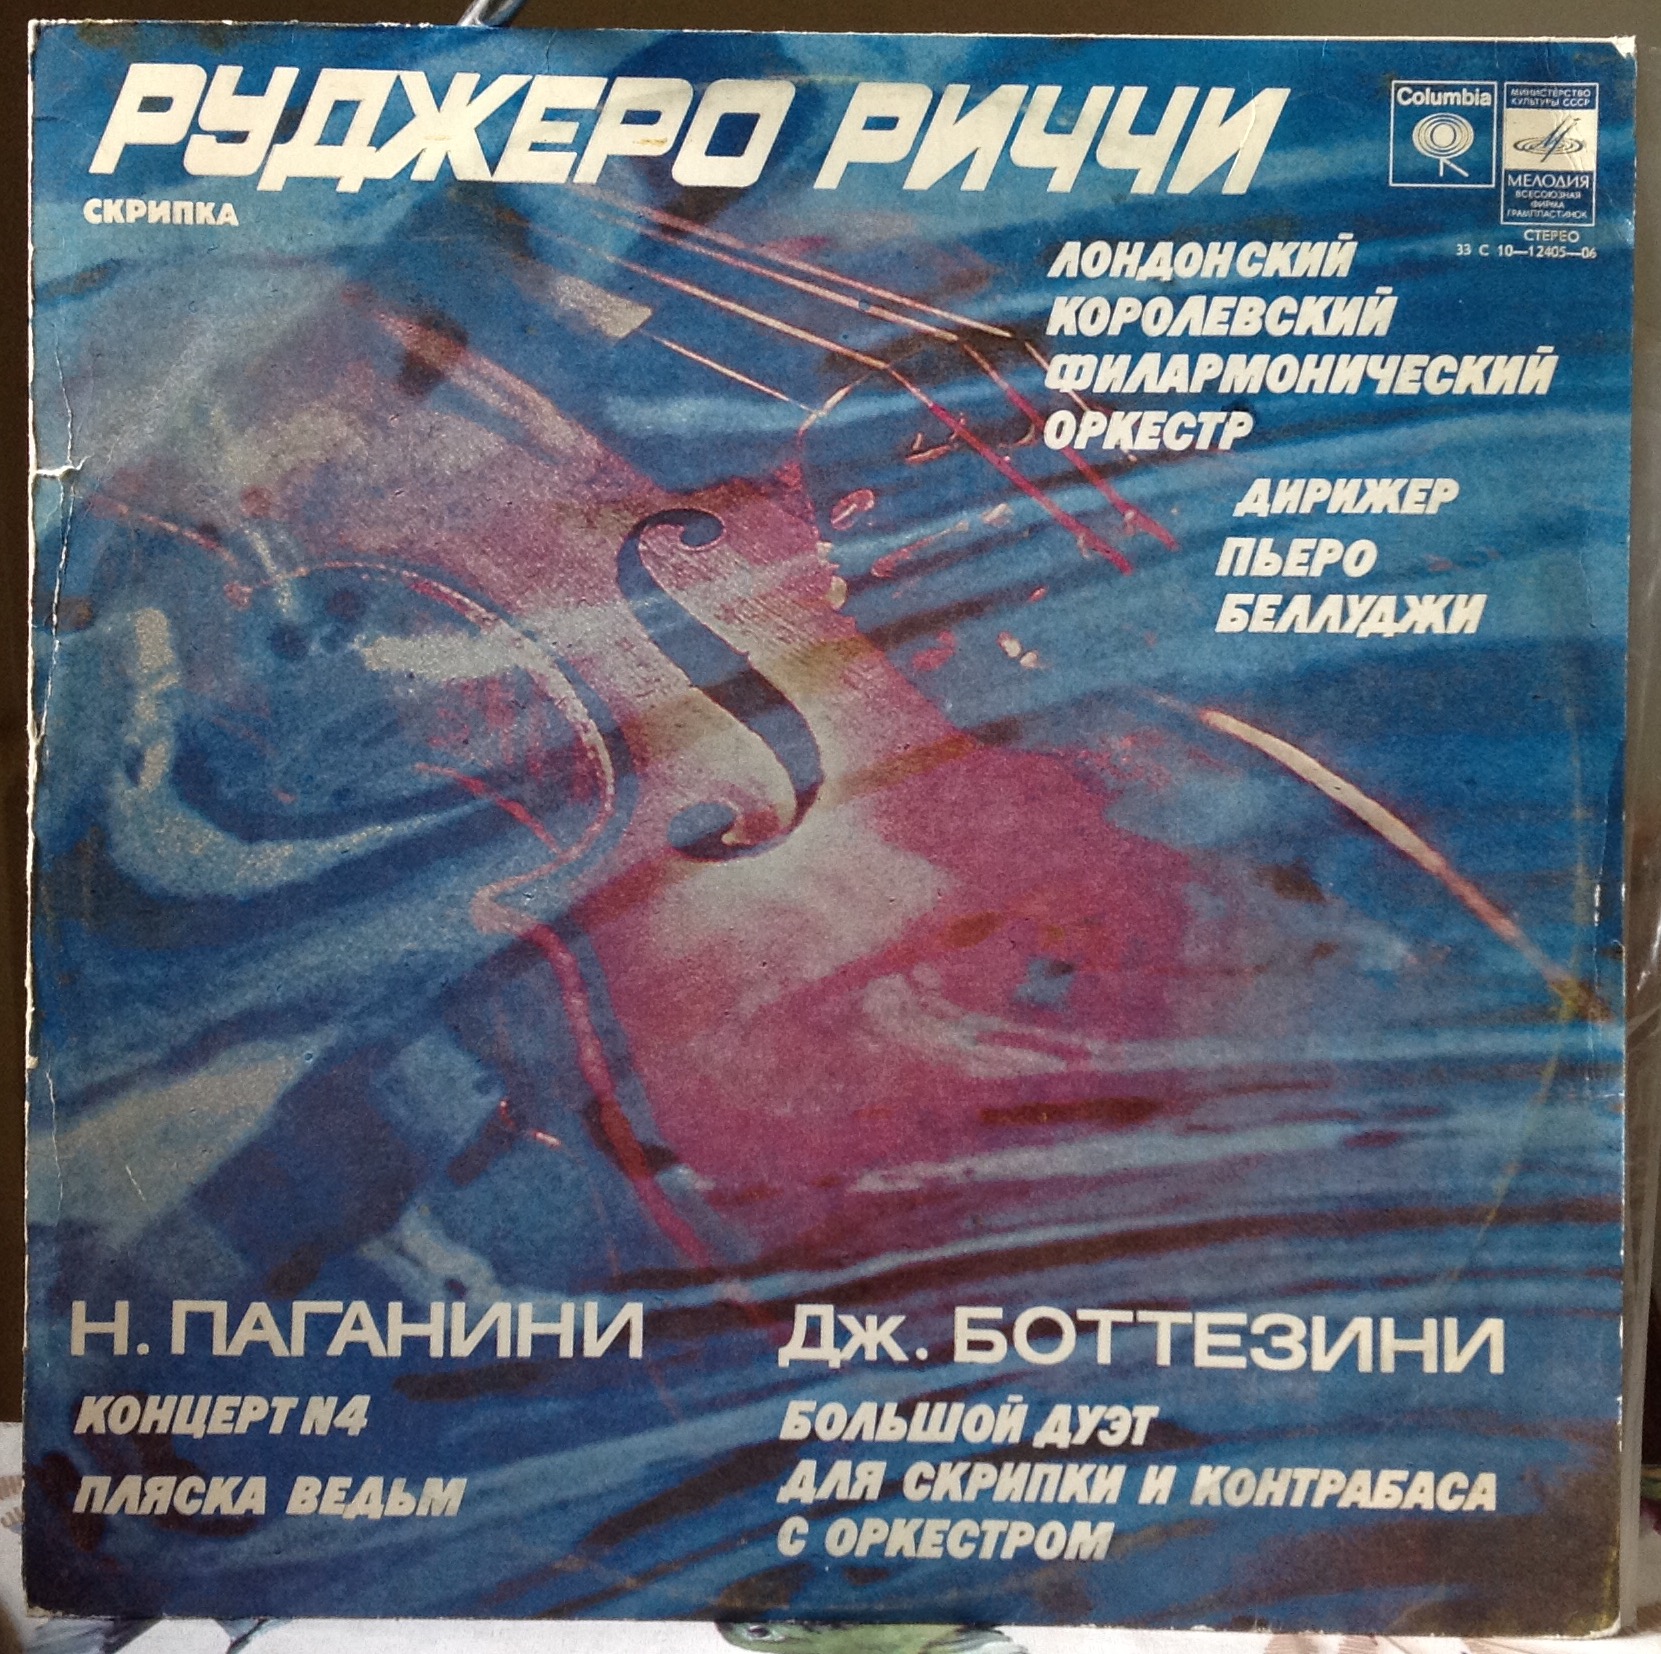 РУДЖЕРО РИЧЧИ
СКРИПКА
Columbia
МИНИСТЕРСТВО
КУЛЬТУРЫ СССР
МЕЛОДИЯ
ВСЕСОЮЗНАЯ
ФИРМА
ГРАМПЛАСТИНОК
СТЕРЕО
33 С 10—12405—06
ЛОНДОНСКИЙ
КОРОЛЕВСКИЙ
ФИЛАРМОНИЧЕСКИЙ
ОРКЕСТР
ДИРИЖЕР
ПЬЕРО
БЕЛЛУДЖИ
Н. ПАГАНИНИ
КОНЦЕРТ N4
ПЛЯСКА ВЕДЬМ
Дж. БОТТЕЗИНИ
БОЛЬШОЙ ДУЭТ
ДЛЯ СКРИПКИ И КОНТРАБАСА
С ОРКЕСТРОМ